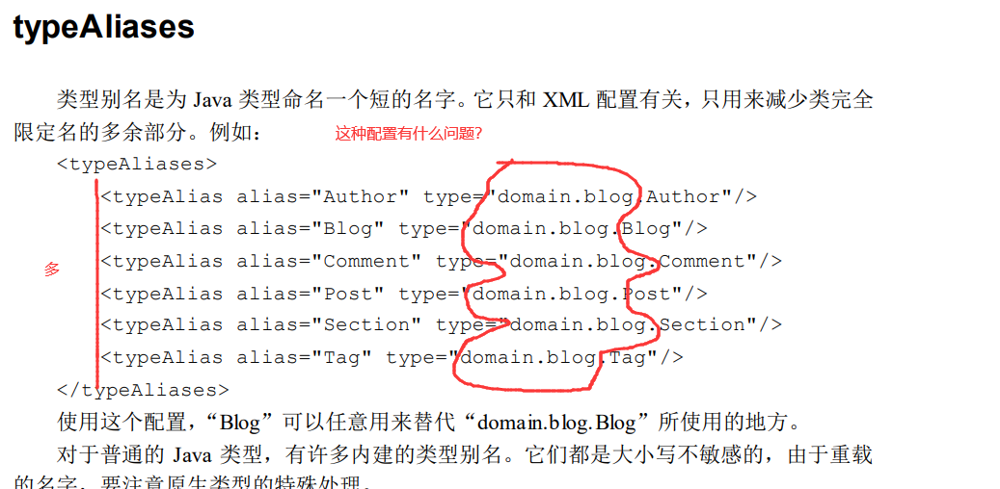 typeAliases
类型别名是为 Java 类型命名一个短的名字。它只和 XML 配置有关，只用来减少类完全
限定名的多余部分。例如：
这种配置有什么问题?
<typeAliases>
<typeAlias alias="Author" type="domain.blog.Author"/>
<typeAlias alias="Blog" type="domain.blog.Blog"/>
<typeAlias alias="Comment" type="domain.blog.Comment"/>
多
<typeAlias alias="Post" type="domain.blog.Post"/>
<typeAlias alias="Section" type="domain.blog.Section"/>
<typeAlias alias="Tag" type="domain.blog.Tag"/>
</typeAliases>
使用这个配置，“Blog”可以任意用来替代“domain.blog.Blog”所使用的地方。
对于普通的 Java 类型，有许多内建的类型别名。它们都是大小写不敏感的，由于重载
的名字，要注意原生类型的特殊处理。